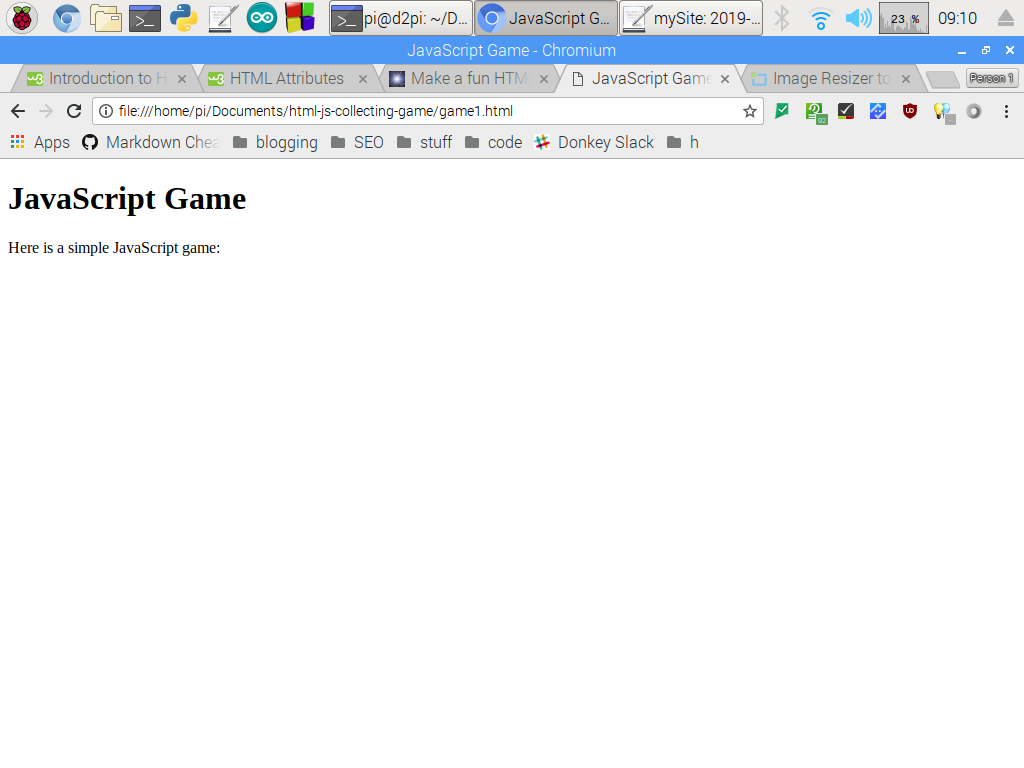 pi@d2pi: ~/D... JavaScript G... mySite: 2019-... 23 % 09:10
JavaScript Game - Chromium
Introduction to H HTML Attributes Make a fun HTM JavaScript Game Image Resizer to Person 1
file:///home/pi/Documents/html-js-collecting-game/game1.html
Apps Markdown Chea blogging SEO stuff code Donkey Slack h
JavaScript Game
Here is a simple JavaScript game: